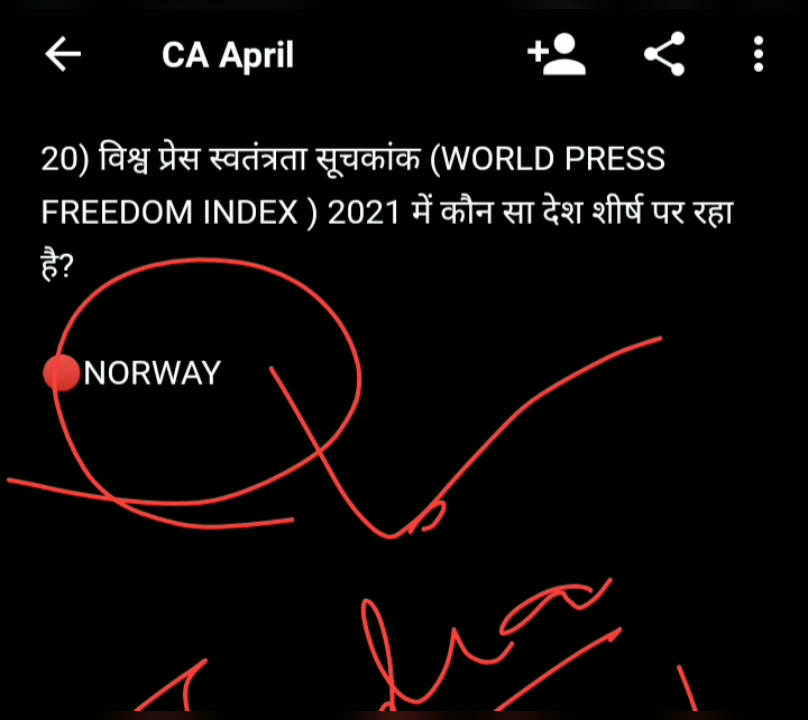 CA April
20) विश्व प्रेस स्वतंत्रता सूचकांक (WORLD PRESS
FREEDOM INDEX ) 2021 में कौन सा देश शीर्ष पर रहा
है?
NORWAY